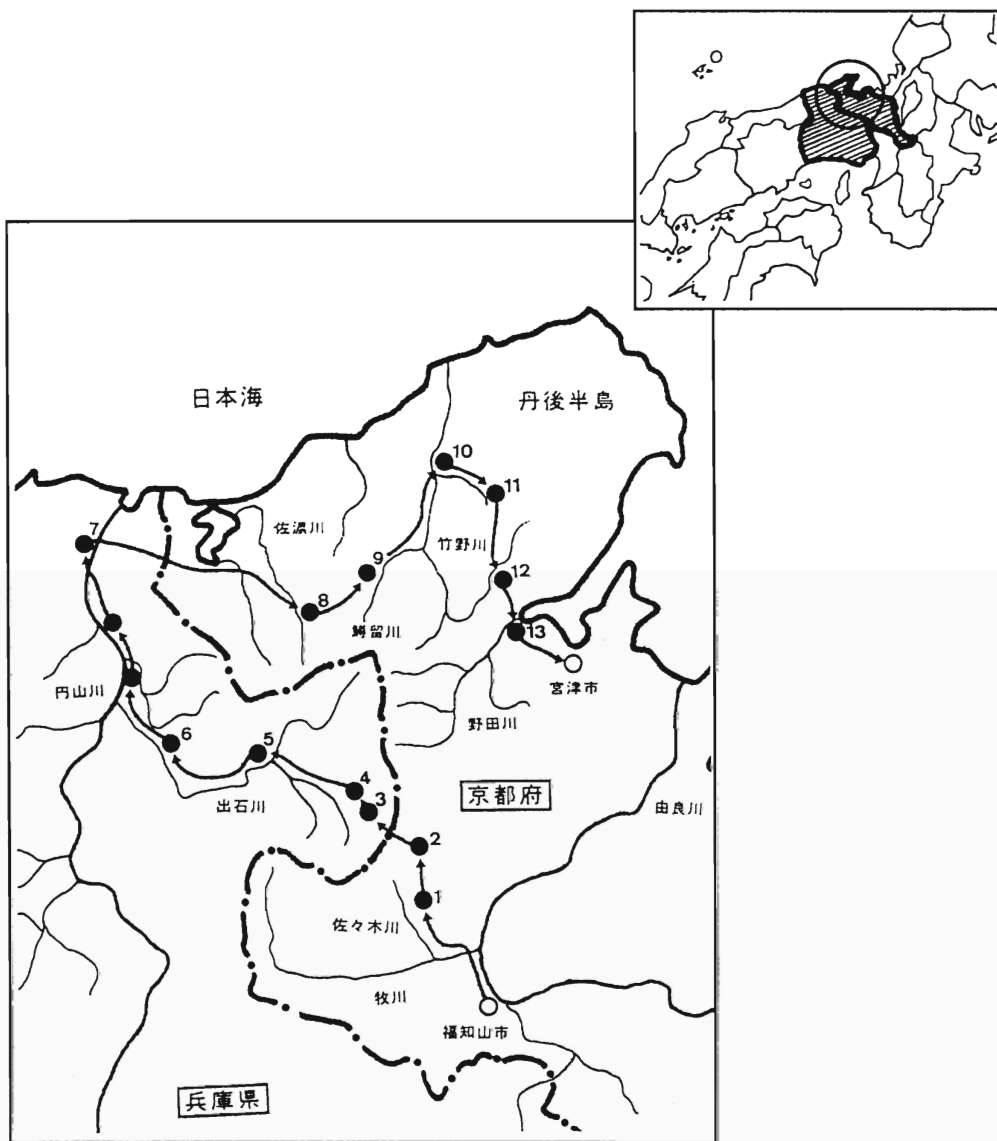 日本海
丹後半島
10
11
佐濃川
7
9
竹野川
12
8
13
鱒留川
円山川
宮津市
野田川
6
5
4
京都府
出石川
3
由良川
2
1
佐々木川
牧川
福知山市
兵庫県